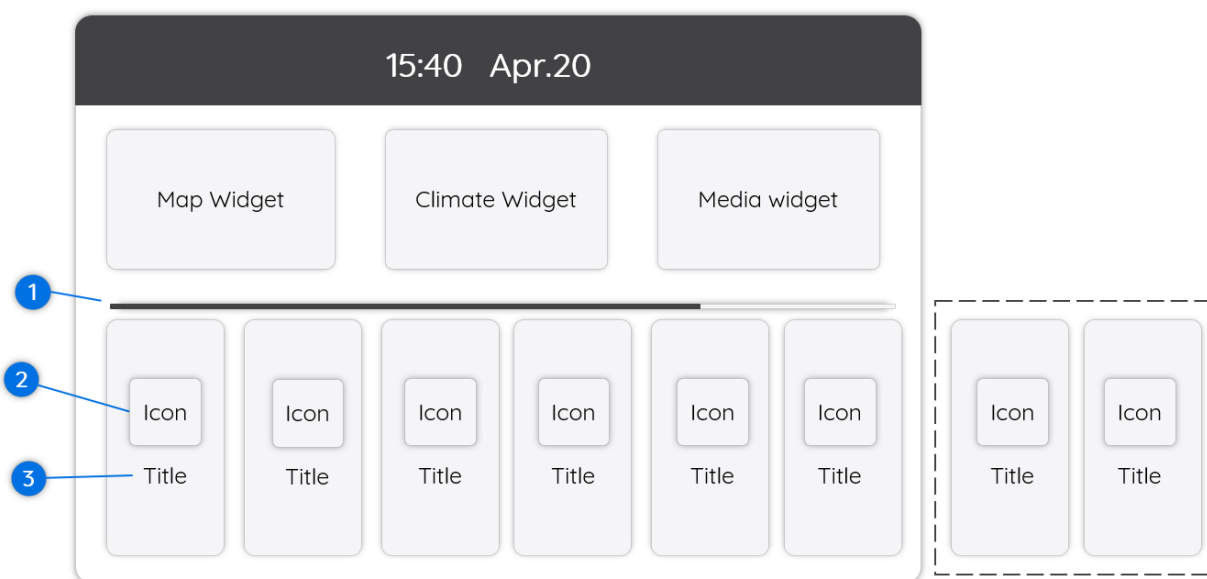 15:40 Apr.20
Map Widget Climate Widget Media widget
1
2
Icon Icon Icon Icon Icon Icon Icon Icon
3
Title Title Title Title Title Title Title Title